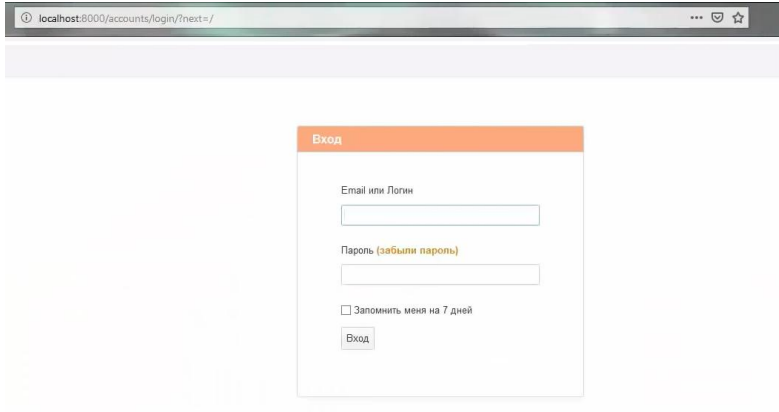 localhost:8000/accounts/login/?next=/
Вход
Email или Логин
Пароль (забыли пароль)
Запомнить меня на 7 дней
Вход